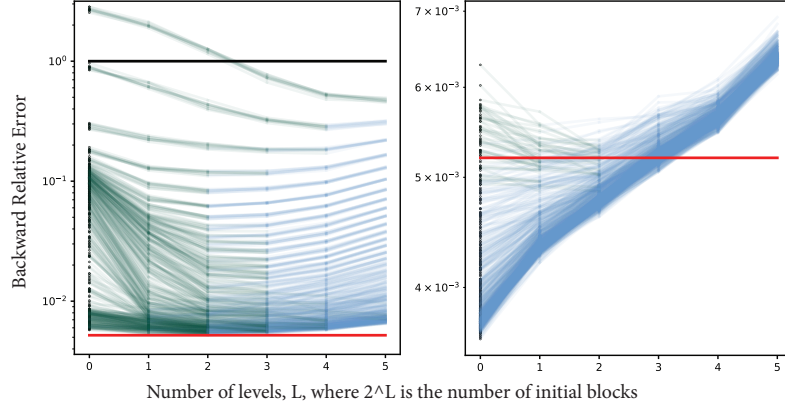 Backward Relative Error
10⁰
10⁻¹
10⁻²
0 1 2 3 4 5
7 × 10⁻³
6 × 10⁻³
5 × 10⁻³
4 × 10⁻³
0 1 2 3 4 5
Number of levels, L, where 2^L is the number of initial blocks